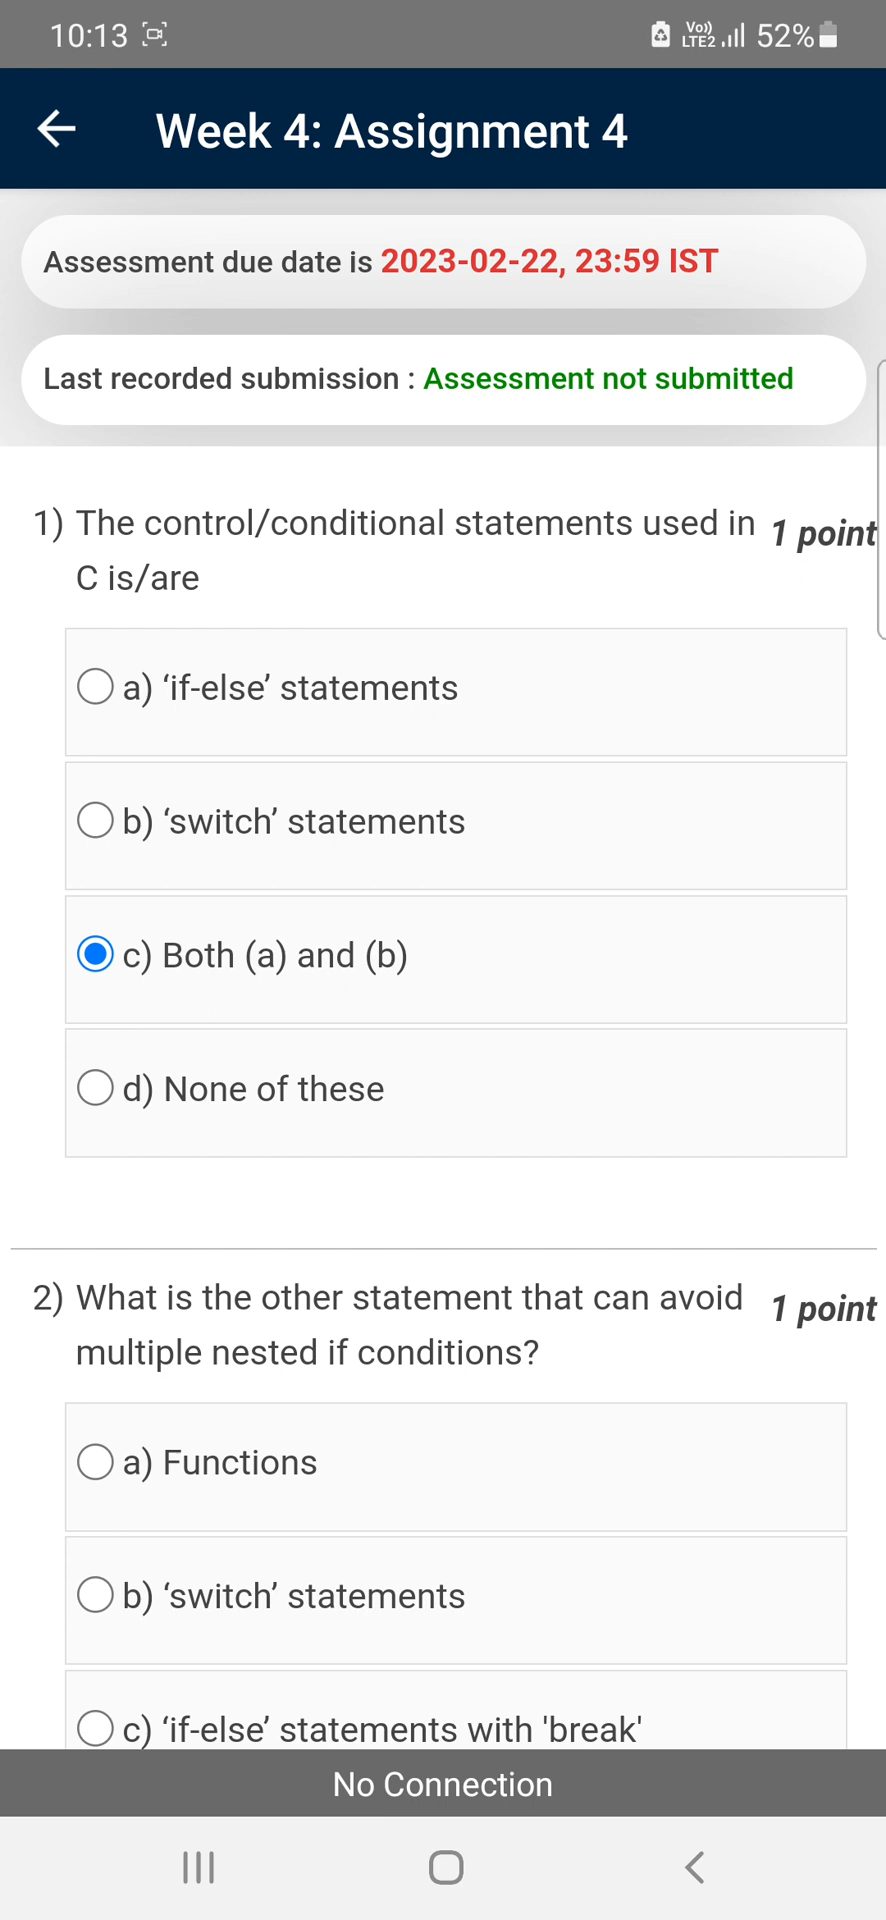 10:13 Vo)) LTE2 52%
Week 4: Assignment 4
Assessment due date is 2023-02-22, 23:59 IST
Last recorded submission : Assessment not submitted
1) The control/conditional statements used in 1 point
C is/are
a) ‘if-else’ statements
b) ‘switch’ statements
c) Both (a) and (b)
d) None of these
2) What is the other statement that can avoid 1 point
multiple nested if conditions?
a) Functions
b) ‘switch’ statements
c) ‘if-else’ statements with 'break'
No Connection